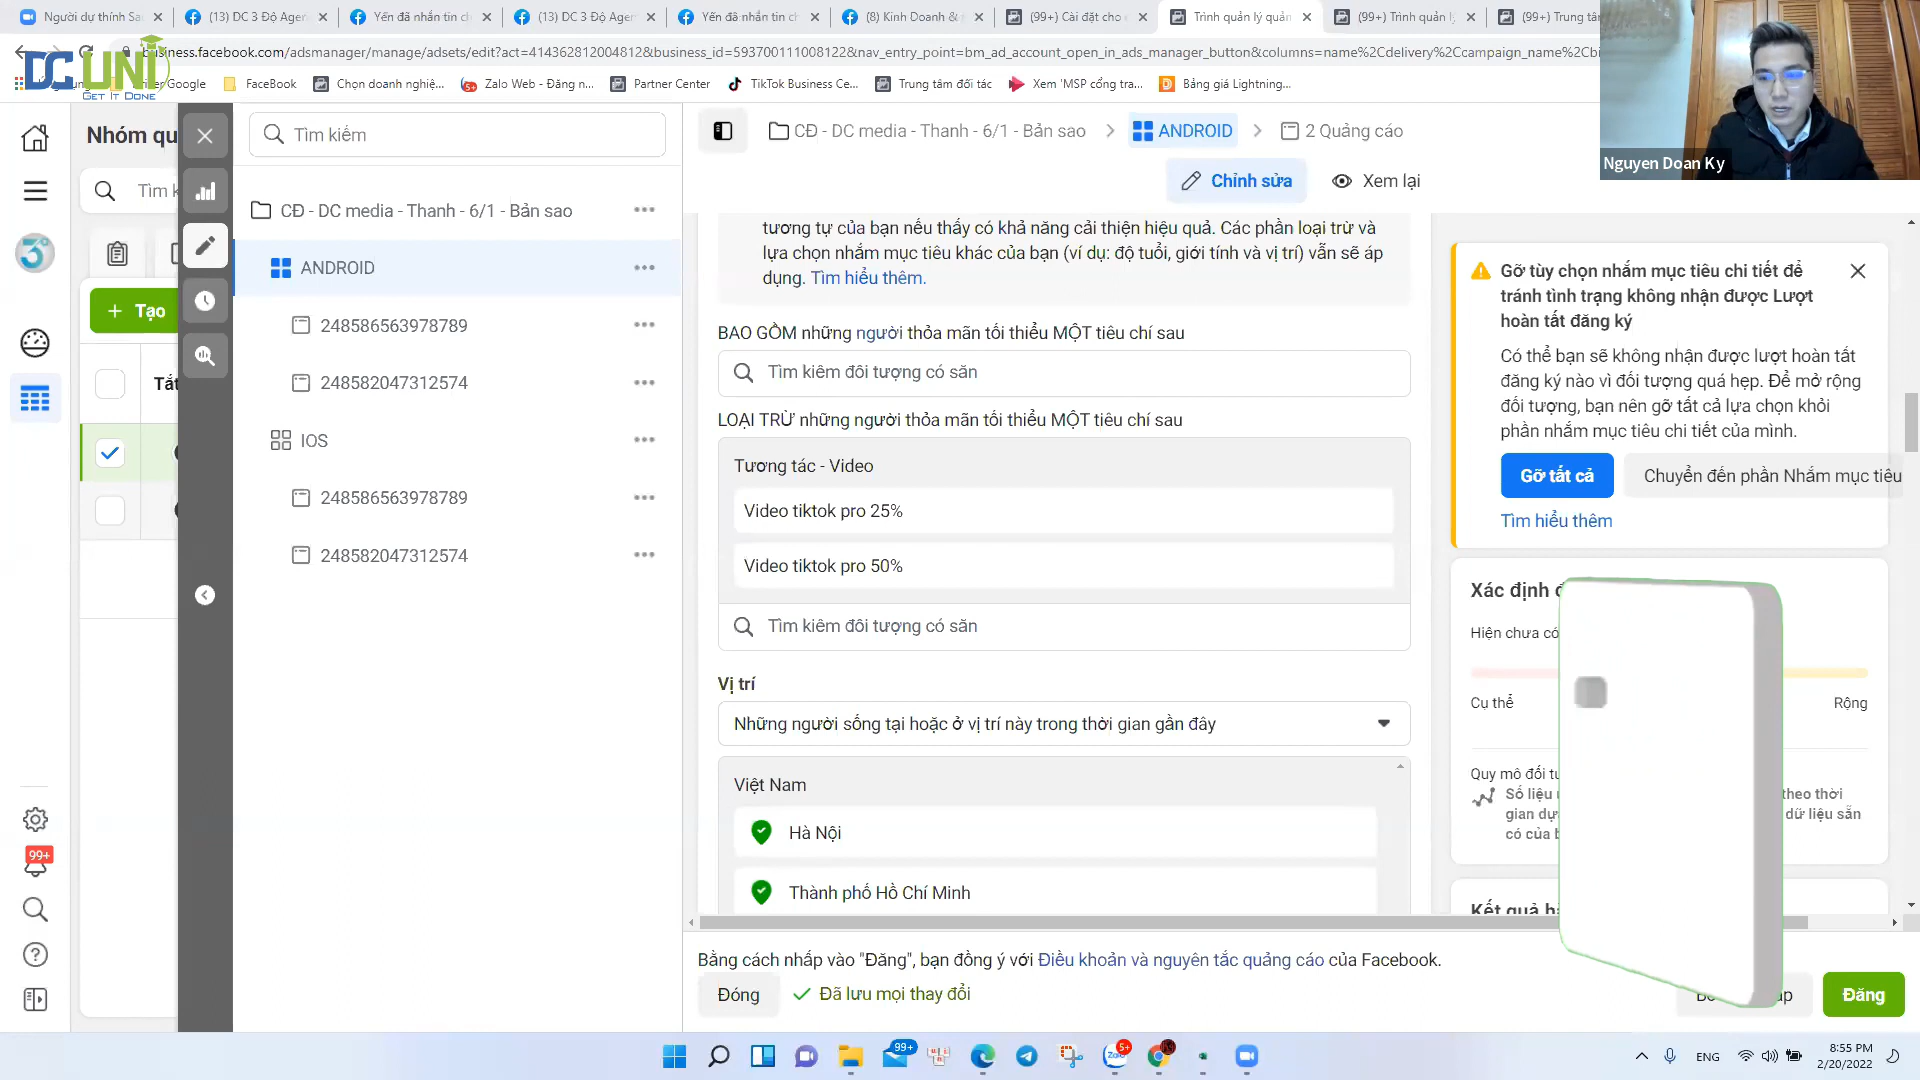 Người dự thính Sa
(13) DC 3 Độ Agen
Yến đã nhắn tin ch
(13) DC 3 Độ Agen
Yến đã nhắn tin ch
(8) Kinh Doanh &
(99+) Cài đặt cho
Trình quản lý quản
(99+) Trình quản l
(99+) Trung tâ
business.facebook.com/adsmanager/manage/adsets/edit?act=414362812004812&business_id=593700111008122&nav_entry_point=bm_ad_account_open_in_ads_manager_button&columns=name%2Cdelivery%2Ccampaign_name%2Cbi
DC UNI
GET IT DONE
Google
FaceBook
Chọn doanh nghiệ...
Zalo Web - Đăng n...
Partner Center
TikTok Business Ce...
Trung tâm đối tác
Xem 'MSP cổng tra...
Bảng giá Lightning...
Nguyen Doan Ky
Nhóm qu
Tìm k
Tạo
Tắt
99+
Tìm kiếm
CĐ - DC media - Thanh - 6/1 - Bản sao
ANDROID
248586563978789
248582047312574
IOS
248586563978789
248582047312574
CĐ - DC media - Thanh - 6/1 - Bản sao
ANDROID
2 Quảng cáo
Chỉnh sửa
Xem lại
tương tự của bạn nếu thấy có khả năng cải thiện hiệu quả. Các phần loại trừ và
lựa chọn nhắm mục tiêu khác của bạn (ví dụ: độ tuổi, giới tính và vị trí) vẫn sẽ áp
dụng. Tìm hiểu thêm.
BAO GỒM những người thỏa mãn tối thiểu MỘT tiêu chí sau
Tìm kiếm đối tượng có sẵn
LOẠI TRỪ những người thỏa mãn tối thiểu MỘT tiêu chí sau
Tương tác - Video
Video tiktok pro 25%
Video tiktok pro 50%
Tìm kiếm đối tượng có sẵn
Vị trí
Những người sống tại hoặc ở vị trí này trong thời gian gần đây
Việt Nam
Hà Nội
Thành phố Hồ Chí Minh
Bằng cách nhấp vào "Đăng", bạn đồng ý với Điều khoản và nguyên tắc quảng cáo của Facebook.
Đóng
Đã lưu mọi thay đổi
Đăng
Gỡ tùy chọn nhắm mục tiêu chi tiết để
tránh tình trạng không nhận được Lượt
hoàn tất đăng ký
Có thể bạn sẽ không nhận được lượt hoàn tất
đăng ký nào vì đối tượng quá hẹp. Để mở rộng
đối tượng, bạn nên gỡ tất cả lựa chọn khỏi
phần nhắm mục tiêu chi tiết của mình.
Gỡ tất cả
Chuyển đến phần Nhắm mục tiêu
Tìm hiểu thêm
Xác định
Hiện chưa có
Cụ thể
Rộng
Quy mô đối tư
Số liệu
theo thời
gian dự
dữ liệu sẵn
có của b
Kết quả h
99+
5+
ENG
8:55 PM
2/20/2022